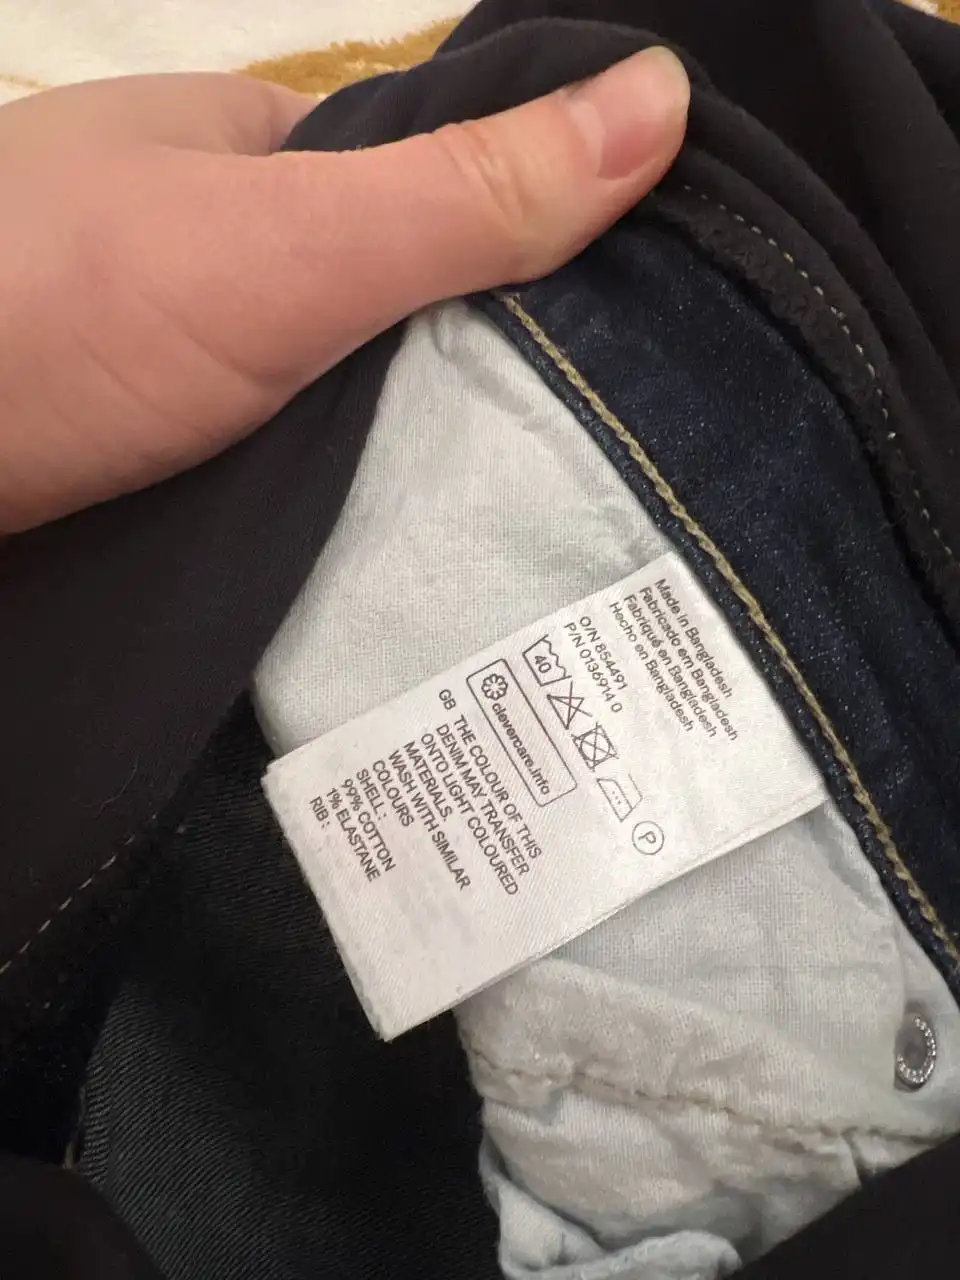 Made in Bangladesh
Fabricado em Bangladesh
Fabriqué en Bangladesh
Hecho en Bangladesh
O/N 854491
P/N 0136914 0
40
P
clevercare.info
GB THE COLOUR OF THIS
DENIM MAY TRANSFER
ONTO LIGHT COLOURED
MATERIALS.
WASH WITH SIMILAR
COLOURS
SHELL:
99% COTTON
1% ELASTANE
RIB: